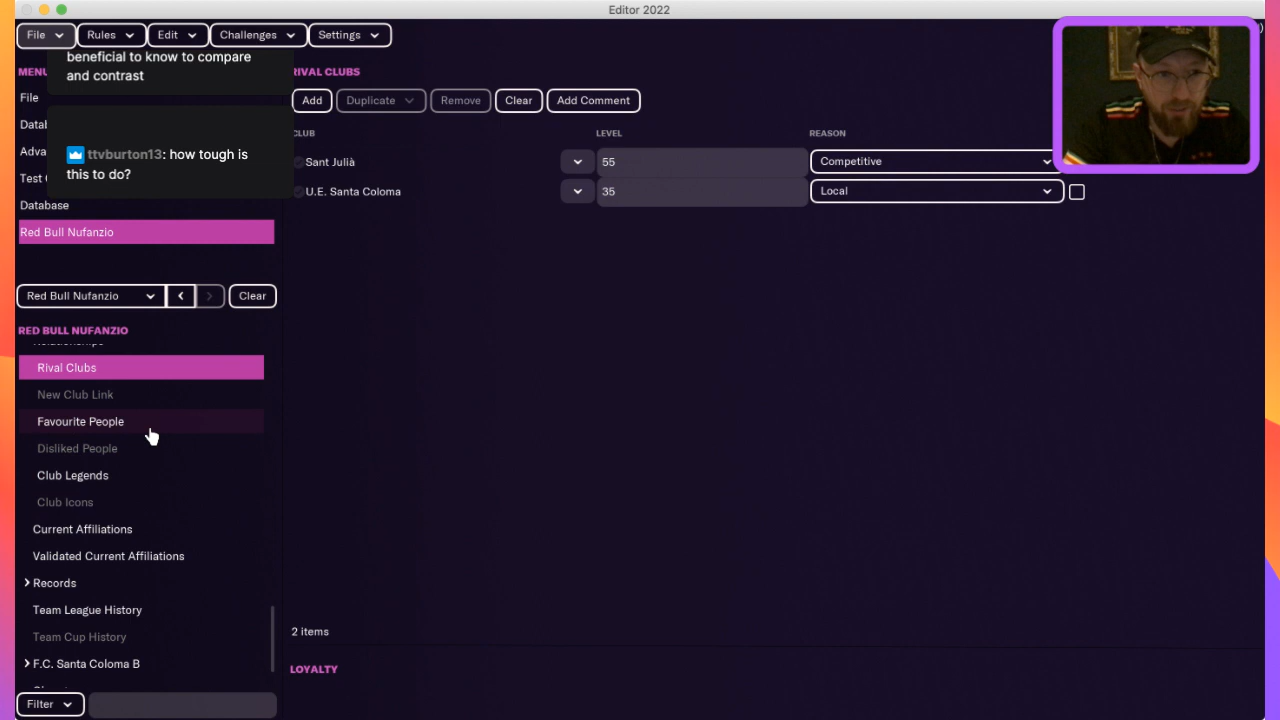 Editor 2022
File
Rules
Edit
Challenges
Settings
beneficial to know to compare
and contrast
ttvburton13: how tough is
this to do?
MENU
File
Test
Database
Red Bull Nufanzio
Red Bull Nufanzio
Clear
RED BULL NUFANZIO
Relationships
Rival Clubs
New Club Link
Favourite People
Disliked People
Club Legends
Club Icons
Current Affiliations
Validated Current Affiliations
Records
Team League History
Team Cup History
F.C. Santa Coloma B
Filter
RIVAL CLUBS
Add
Duplicate
Remove
Clear
Add Comment
CLUB
LEVEL
REASON
Sant Julià
55
Competitive
U.E. Santa Coloma
35
Local
2 items
LOYALTY